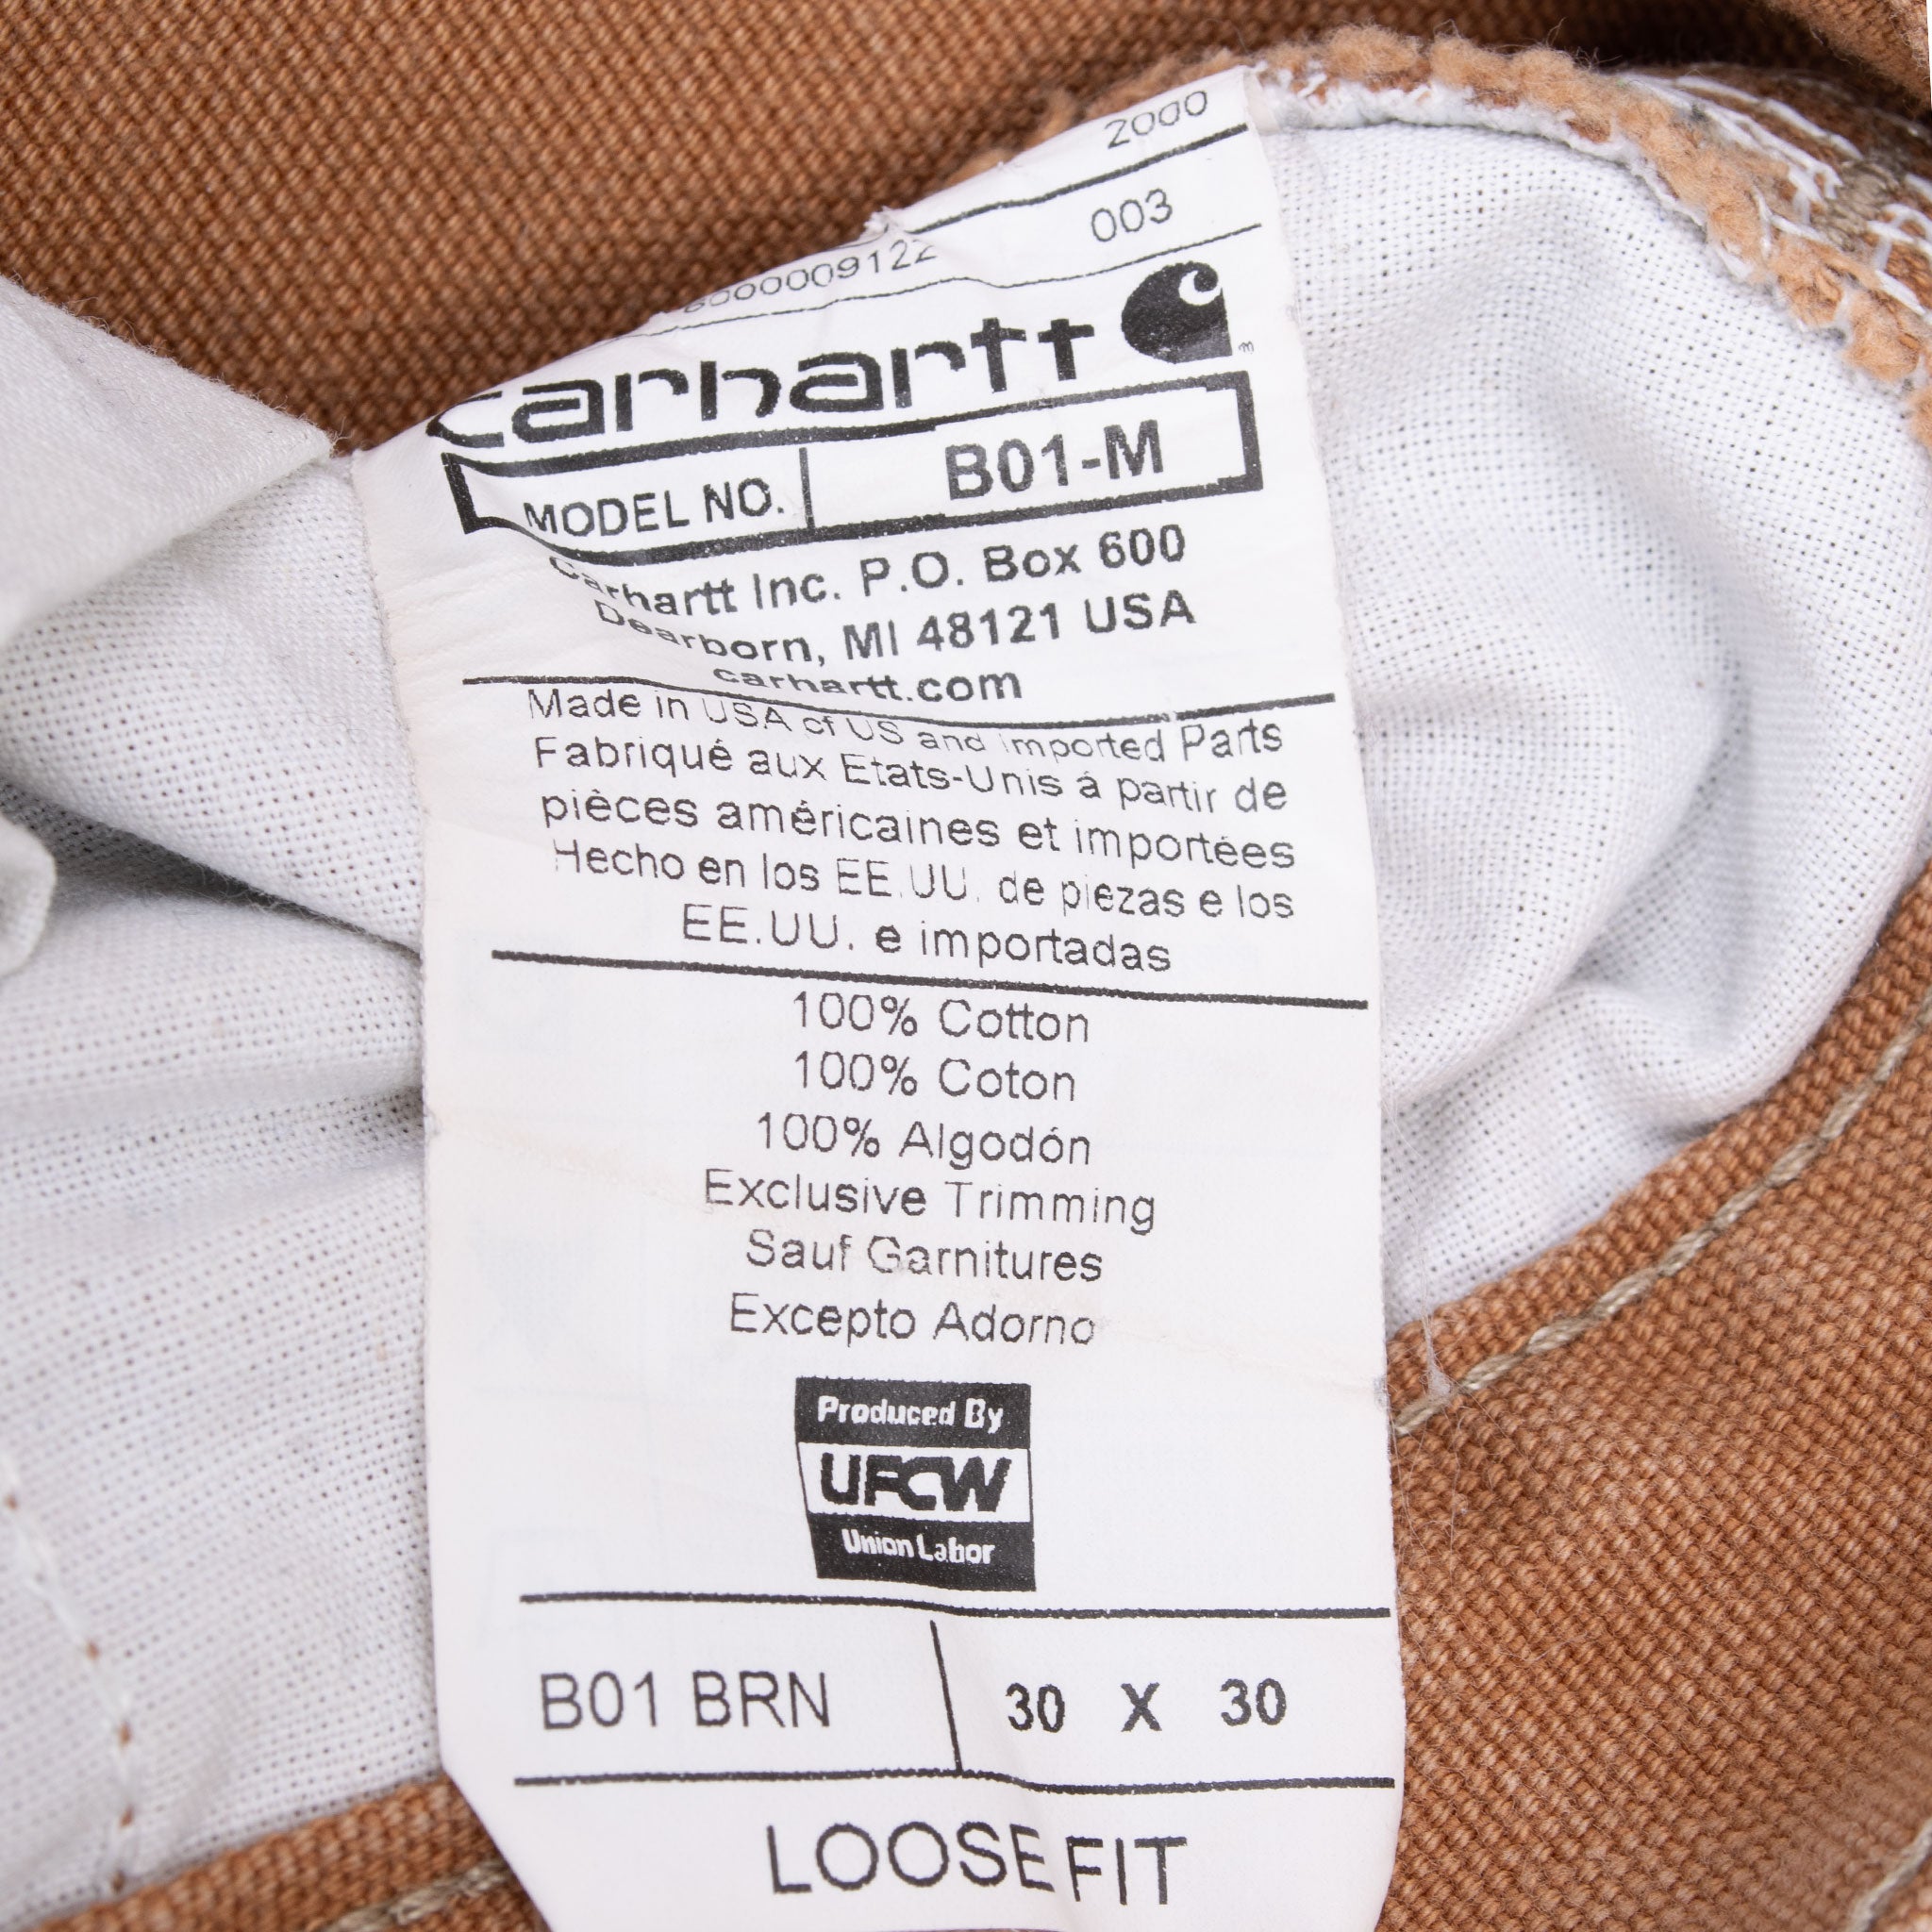 2000
003
6000009122
carhartt
MODEL NO. B01-M
Carhartt Inc. P.O. Box 600
Dearborn, MI 48121 USA
carhartt.com
Made in USA of US and imported Parts
Fabriqué aux Etats-Unis á partir de
pièces américaines et importées
Hecho en los EE.UU. de piezas e los
EE.UU. e importadas
100% Cotton
100% Coton
100% Algodón
Exclusive Trimming
Sauf Garnitures
Excepto Adorno
Produced By
UFCW
Union Labor
B01 BRN 30 X 30
LOOSE FIT